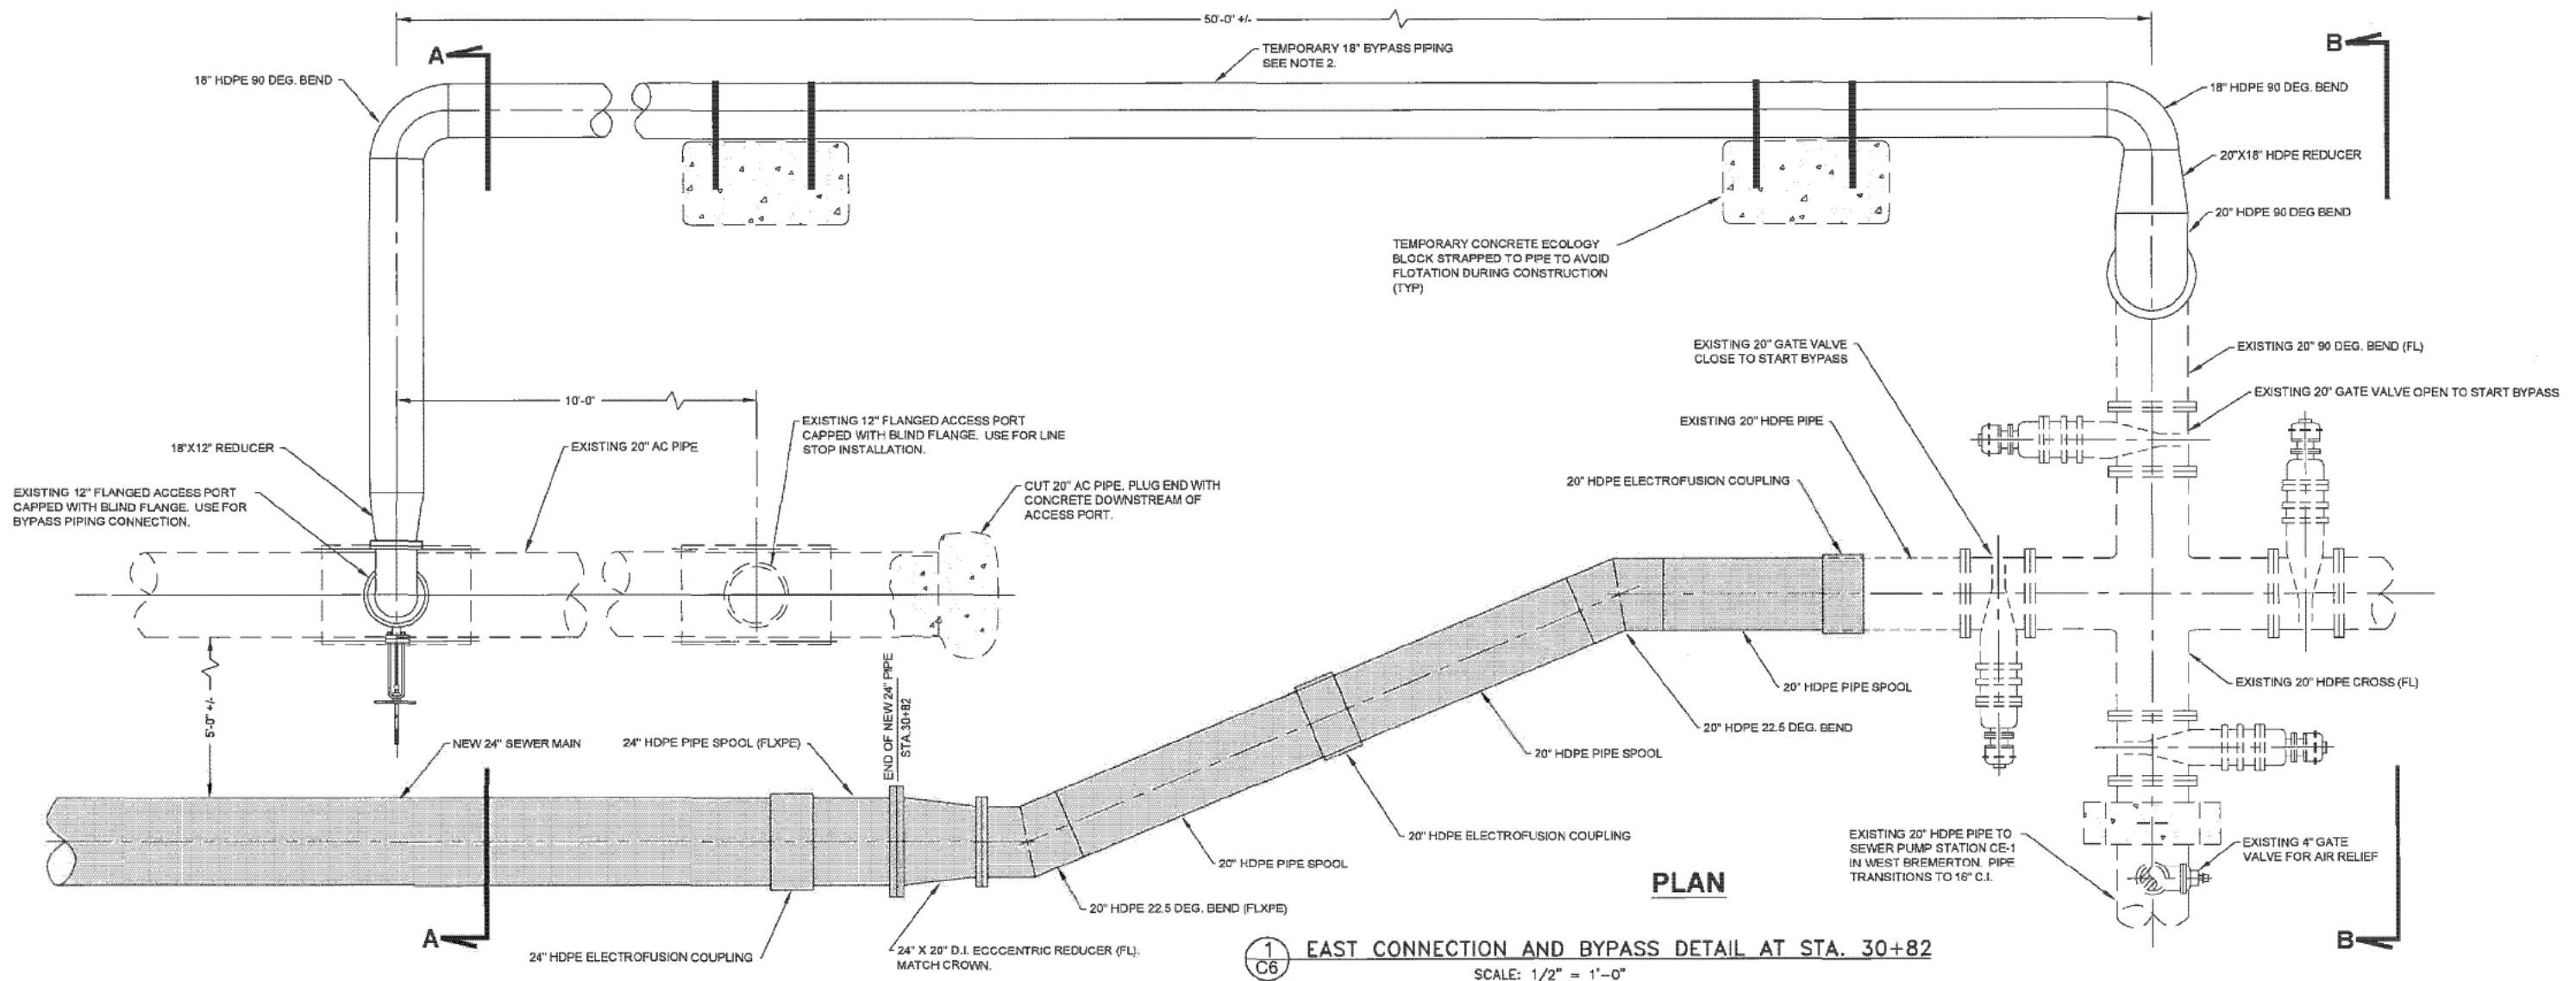 50'-0" +/-
A
B
TEMPORARY 18" BYPASS PIPING
SEE NOTE 2.
18" HDPE 90 DEG. BEND
18" HDPE 90 DEG. BEND
20"X18" HDPE REDUCER
20" HDPE 90 DEG BEND
TEMPORARY CONCRETE ECOLOGY
BLOCK STRAPPED TO PIPE TO AVOID
FLOTATION DURING CONSTRUCTION
(TYP)
EXISTING 20" GATE VALVE
CLOSE TO START BYPASS
EXISTING 20" 90 DEG. BEND (FL)
EXISTING 20" GATE VALVE OPEN TO START BYPASS
10'-0"
EXISTING 12" FLANGED ACCESS PORT
CAPPED WITH BLIND FLANGE. USE FOR LINE
STOP INSTALLATION.
EXISTING 20" HDPE PIPE
18"X12" REDUCER
EXISTING 20" AC PIPE
20" HDPE ELECTROFUSION COUPLING
EXISTING 12" FLANGED ACCESS PORT
CAPPED WITH BLIND FLANGE. USE FOR
BYPASS PIPING CONNECTION.
CUT 20" AC PIPE, PLUG END WITH
CONCRETE DOWNSTREAM OF
ACCESS PORT.
5'-0" +/-
END OF NEW 24" PIPE
STA.30+82
20" HDPE PIPE SPOOL
EXISTING 20" HDPE CROSS (FL)
20" HDPE 22.5 DEG. BEND
NEW 24" SEWER MAIN
24" HDPE PIPE SPOOL (FLXPE)
20" HDPE PIPE SPOOL
20" HDPE ELECTROFUSION COUPLING
20" HDPE PIPE SPOOL
EXISTING 20" HDPE PIPE TO
SEWER PUMP STATION CE-1
IN WEST BREMERTON. PIPE
TRANSITIONS TO 16" C.I.
EXISTING 4" GATE
VALVE FOR AIR RELIEF
PLAN
20" HDPE 22.5 DEG. BEND (FLXPE)
A
B
24" HDPE ELECTROFUSION COUPLING
24" X 20" D.I. ECCCENTRIC REDUCER (FL).
MATCH CROWN.
1
C6
EAST CONNECTION AND BYPASS DETAIL AT STA. 30+82
SCALE: 1/2" = 1'-0"